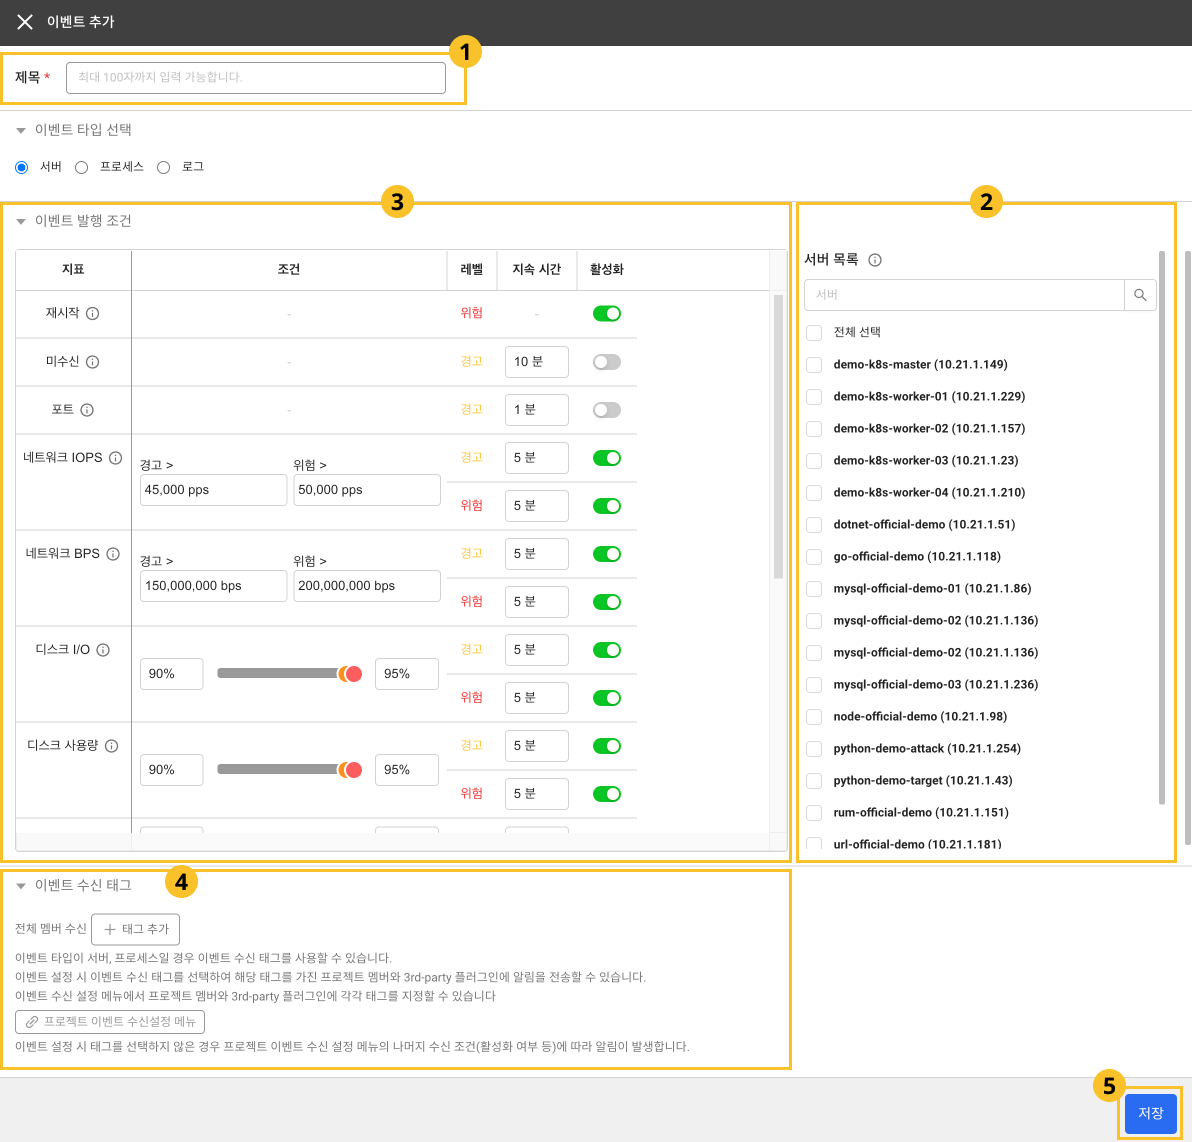 이벤트 추가
1
제목 *
최대 100자까지 입력 가능합니다.
이벤트 타입 선택
서버 프로세스 로그
3
이벤트 발행 조건
지표 조건 레벨 지속 시간 활성화
재시작 - 위험 -
미수신 - 경고 10 분
포트 - 경고 1 분
네트워크 IOPS
경고 > 위험 >
45,000 pps 50,000 pps
경고 5 분
위험 5 분
네트워크 BPS
경고 > 위험 >
150,000,000 bps 200,000,000 bps
경고 5 분
위험 5 분
디스크 I/O
90% 95%
경고 5 분
위험 5 분
디스크 사용량
90% 95%
경고 5 분
위험 5 분
2
서버 목록
서버
전체 선택
demo-k8s-master (10.21.1.149)
demo-k8s-worker-01 (10.21.1.229)
demo-k8s-worker-02 (10.21.1.157)
demo-k8s-worker-03 (10.21.1.23)
demo-k8s-worker-04 (10.21.1.210)
dotnet-official-demo (10.21.1.51)
go-official-demo (10.21.1.118)
mysql-official-demo-01 (10.21.1.86)
mysql-official-demo-02 (10.21.1.136)
mysql-official-demo-02 (10.21.1.136)
mysql-official-demo-03 (10.21.1.236)
node-official-demo (10.21.1.98)
python-demo-attack (10.21.1.254)
python-demo-target (10.21.1.43)
rum-official-demo (10.21.1.151)
url-official-demo (10.21.1.181)
4
이벤트 수신 태그
전체 멤버 수신 태그 추가
이벤트 타입이 서버, 프로세스일 경우 이벤트 수신 태그를 사용할 수 있습니다.
이벤트 설정 시 이벤트 수신 태그를 선택하여 해당 태그를 가진 프로젝트 멤버와 3rd-party 플러그인에 알림을 전송할 수 있습니다.
이벤트 수신 설정 메뉴에서 프로젝트 멤버와 3rd-party 플러그인에 각각 태그를 지정할 수 있습니다
프로젝트 이벤트 수신설정 메뉴
이벤트 설정 시 태그를 선택하지 않은 경우 프로젝트 이벤트 수신 설정 메뉴의 나머지 수신 조건(활성화 여부 등)에 따라 알림이 발생합니다.
5
저장